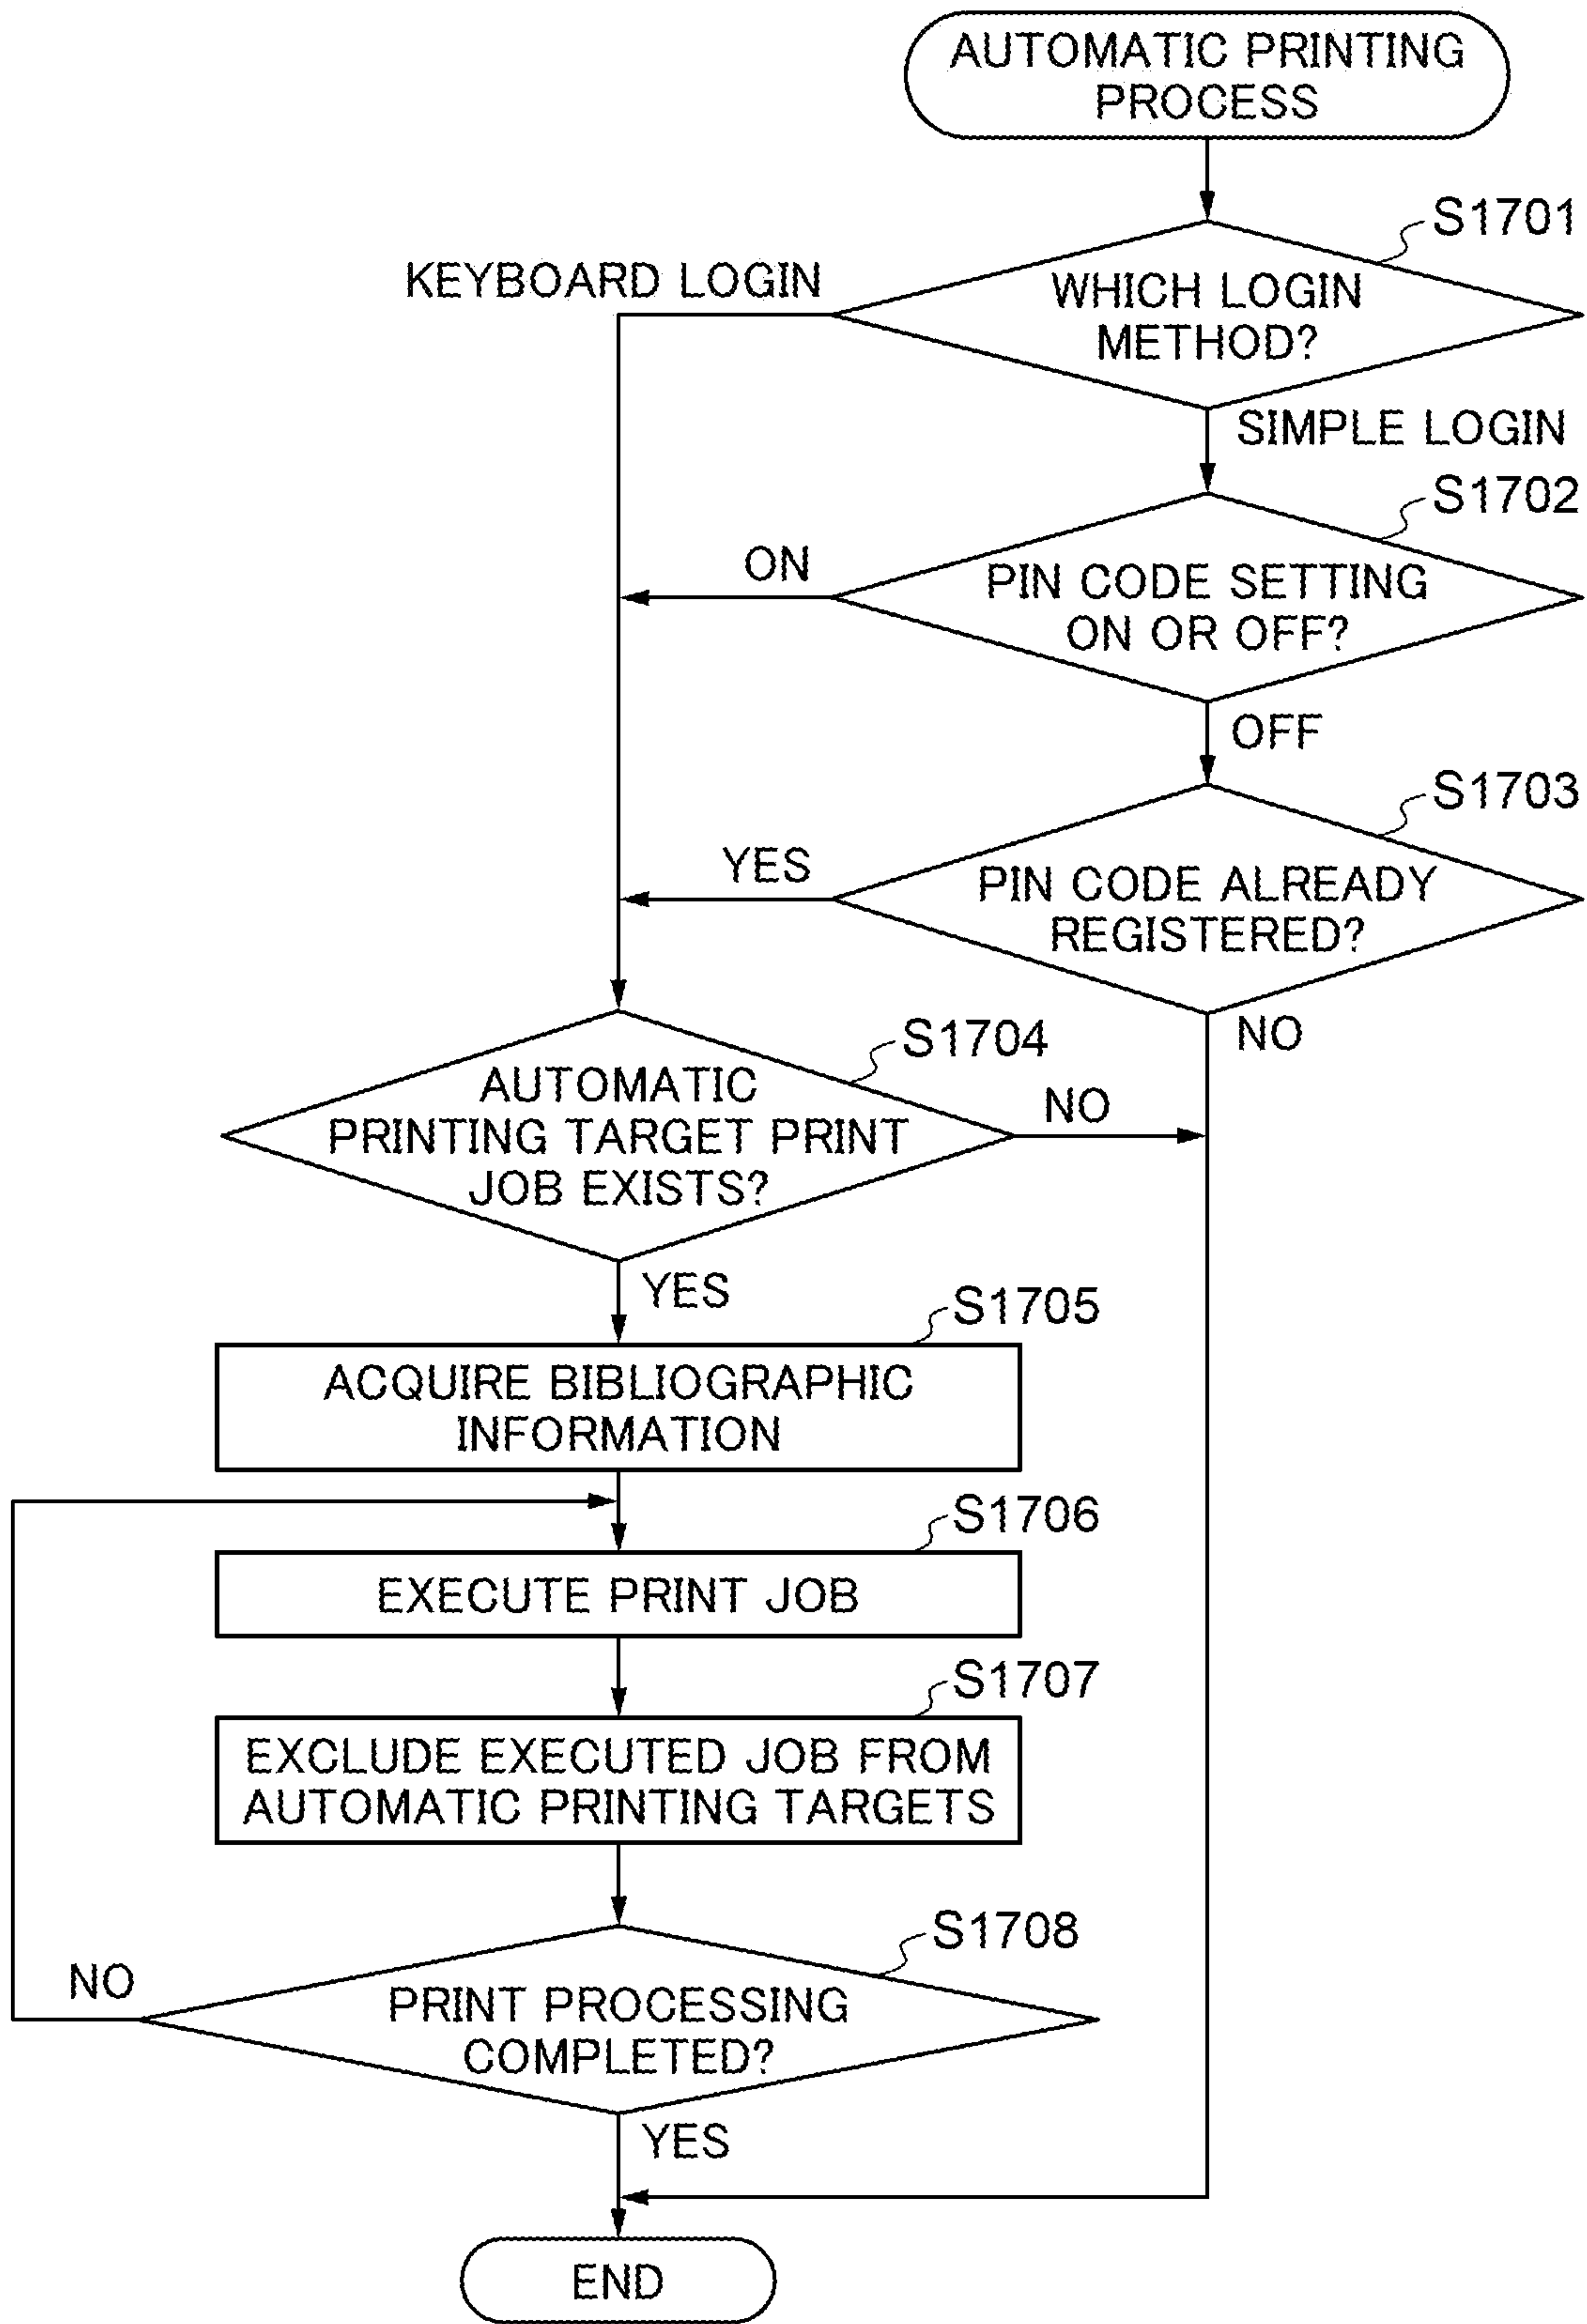 AUTOMATIC PRINTING
PROCESS
S1701
KEYBOARD LOGIN
WHICH LOGIN
METHOD?
SIMPLE LOGIN
S1702
ON
PIN CODE SETTING
ON OR OFF?
OFF
S1703
YES
PIN CODE ALREADY
REGISTERED?
NO
S1704
AUTOMATIC
PRINTING TARGET PRINT
JOB EXISTS?
NO
YES
S1705
ACQUIRE BIBLIOGRAPHIC
INFORMATION
S1706
EXECUTE PRINT JOB
S1707
EXCLUDE EXECUTED JOB FROM
AUTOMATIC PRINTING TARGETS
S1708
NO
PRINT PROCESSING
COMPLETED?
YES
END